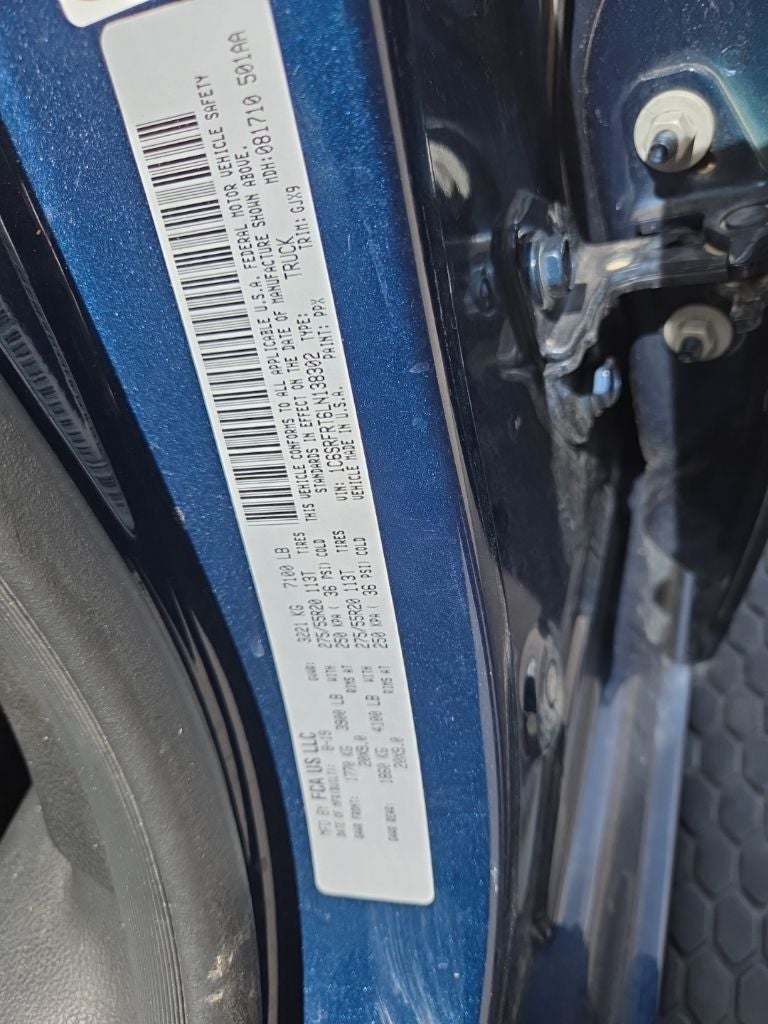 MFD BY FCA US LLC
DATE OF MFR(BUILT): 8-19 GVWR: 3221 KG 7100 LB
GAWR FRONT: 1770 KG 3900 LB WITH 275/55R20 113T TIRES
20X9.0 RIMS AT 250 KPA ( 36 PSI) COLD
GAWR REAR: 1860 KG 4100 LB WITH 275/55R20 113T TIRES
20X9.0 RIMS AT 250 KPA ( 36 PSI) COLD
THIS VEHICLE CONFORMS TO ALL APPLICABLE U.S.A. FEDERAL MOTOR VEHICLE SAFETY
STANDARDS IN EFFECT ON THE DATE OF MANUFACTURE SHOWN ABOVE. MDH:081710 501AA
VIN: 1C6SRFRT6LN138302 TYPE: TRUCK
VEHICLE MADE IN U.S.A. PAINT: PPX TRIM: GJX9